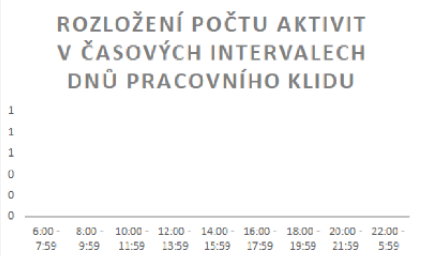 ROZLOŽENÍ POČTU AKTIVIT
V ČASOVÝCH INTERVALECH
DNŮ PRACOVNÍHO KLIDU
1
1
1
0
0
0
6:00 - 8:00 - 10:00 - 12:00 - 14:00 - 16:00 - 18:00 - 20:00 - 22:00 -
7:59 9:59 11:59 13:59 15:59 17:59 19:59 21:59 5:59